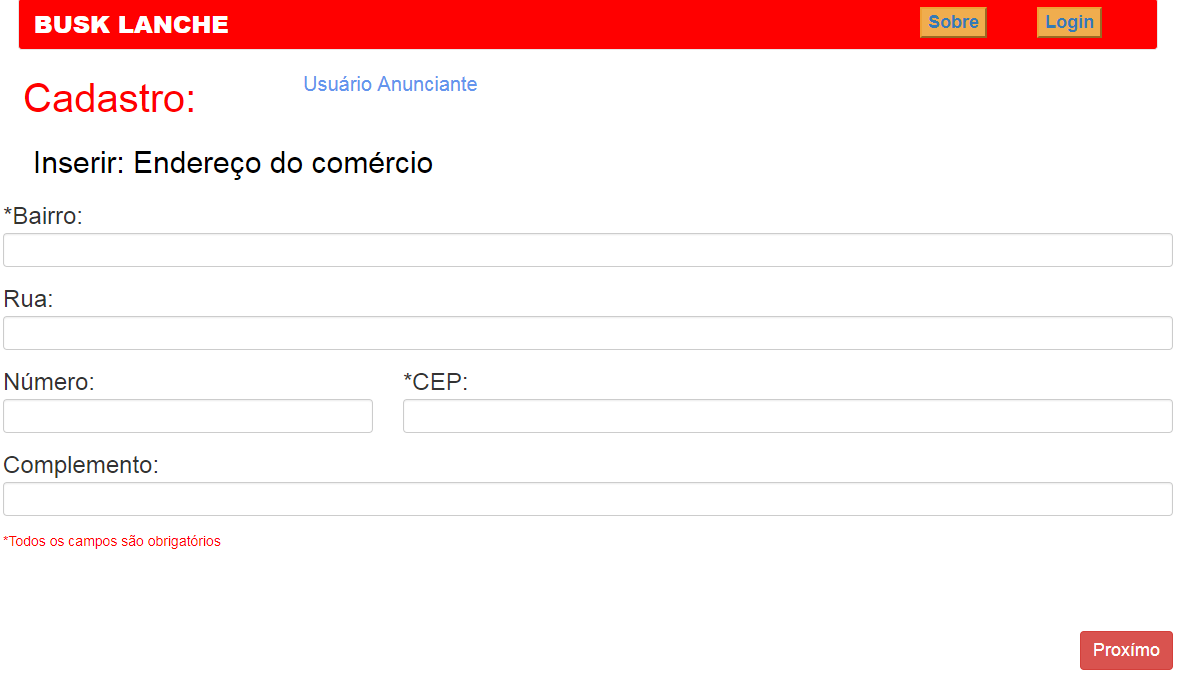 BUSK LANCHE
Sobre
Login
Cadastro:
Usuário Anunciante
Inserir: Endereço do comércio
*Bairro:
Rua:
Número:
*CEP:
Complemento:
*Todos os campos são obrigatórios
Proxímo